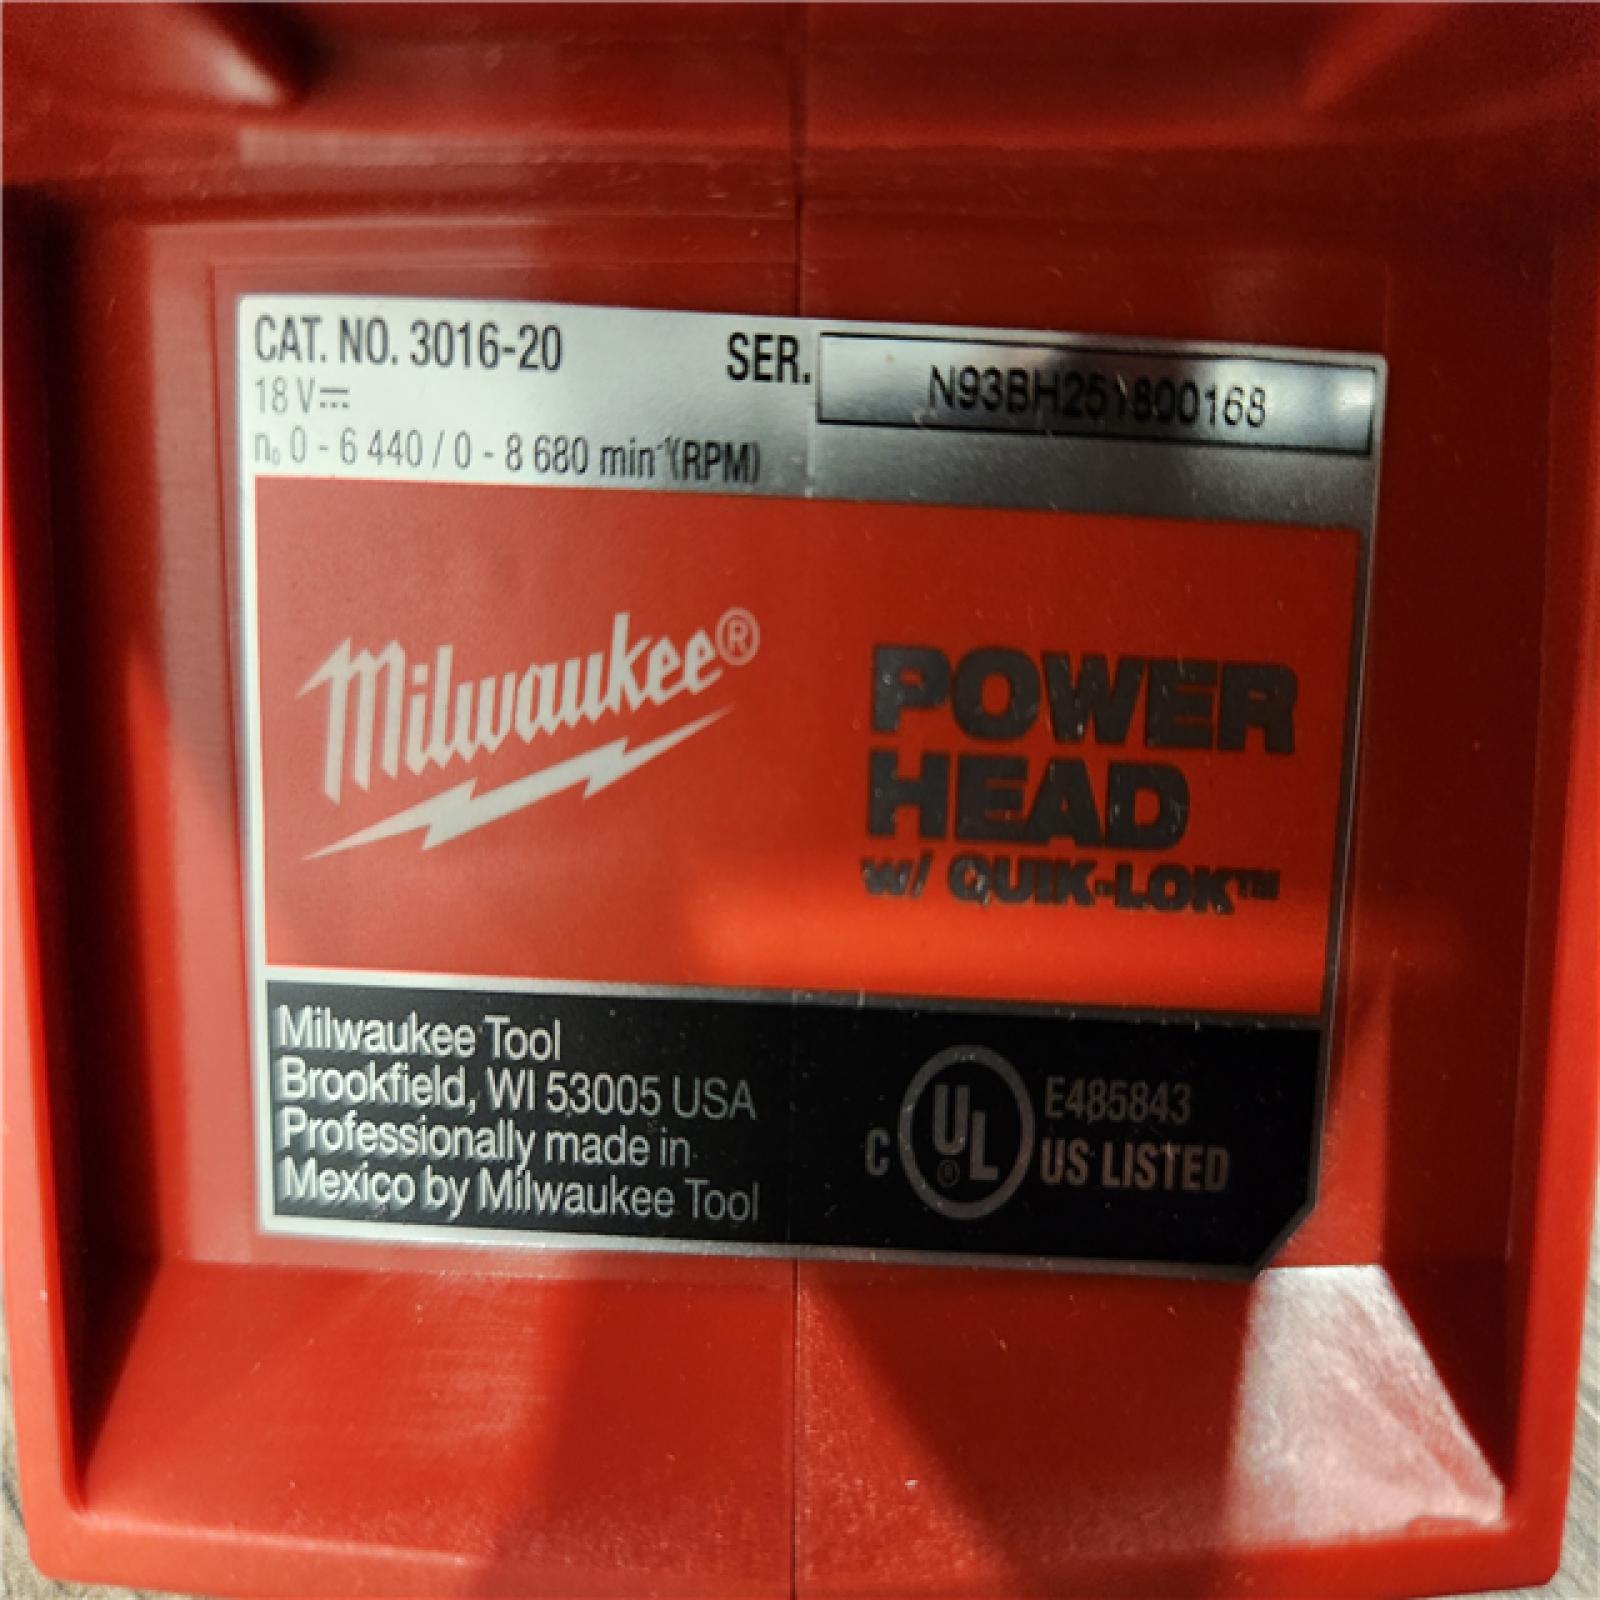 CAT. NO. 3016-20
SER. N93BH251800168
18 V⎓
n₀ 0 - 6 440 / 0 - 8 680 min⁻¹(RPM)
Milwaukee®
POWER
HEAD
w/ QUIK-LOK™
Milwaukee Tool
Brookfield, WI 53005 USA
Professionally made in
Mexico by Milwaukee Tool
C UL® US LISTED
E485843